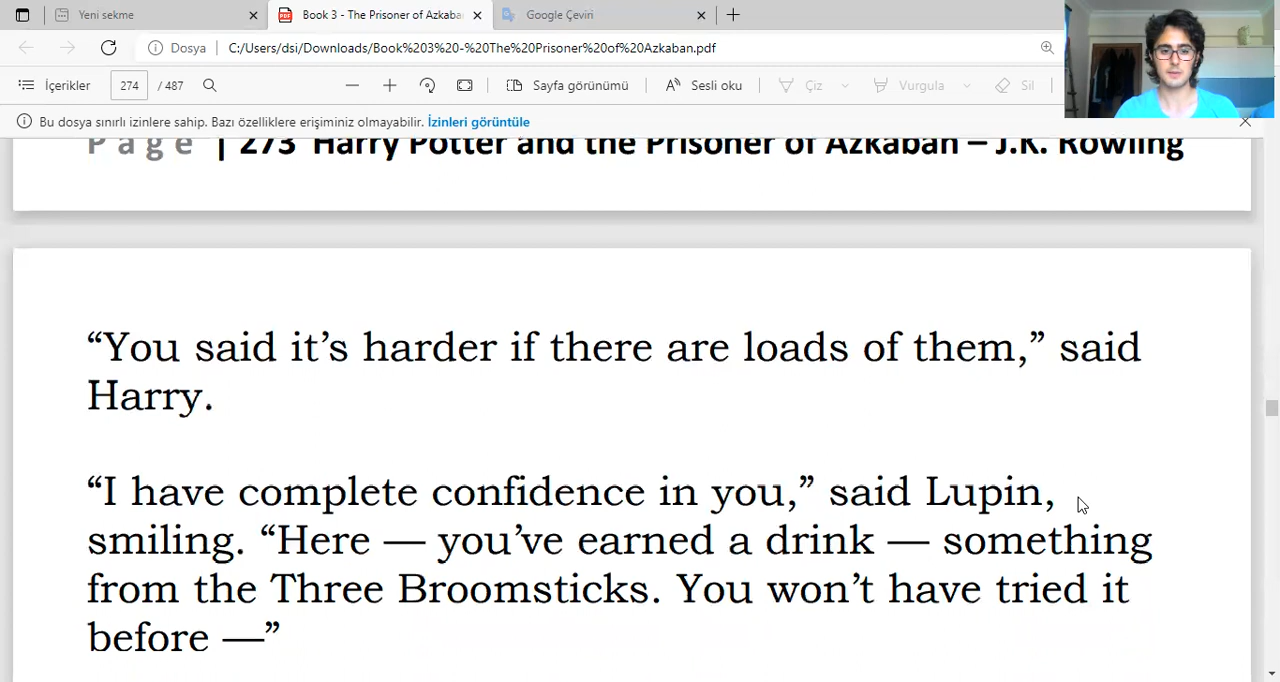 Yeni sekme
Book 3 - The Prisoner of Azkaba
Google Çeviri
Dosya
C:/Users/dsi/Downloads/Book%203%20-%20The%20Prisoner%20of%20Azkaban.pdf
İçerikler
274 / 487
Sayfa görünümü
Sesli oku
Çiz
Vurgula
Sil
Bu dosya sınırlı izinlere sahip. Bazı özelliklere erişiminiz olmayabilir. İzinleri görüntüle
Page | 273 Harry Potter and the Prisoner of Azkaban – J.K. Rowling
“You said it’s harder if there are loads of them,” said
Harry.
“I have complete confidence in you,” said Lupin,
smiling. “Here — you’ve earned a drink — something
from the Three Broomsticks. You won’t have tried it
before —”